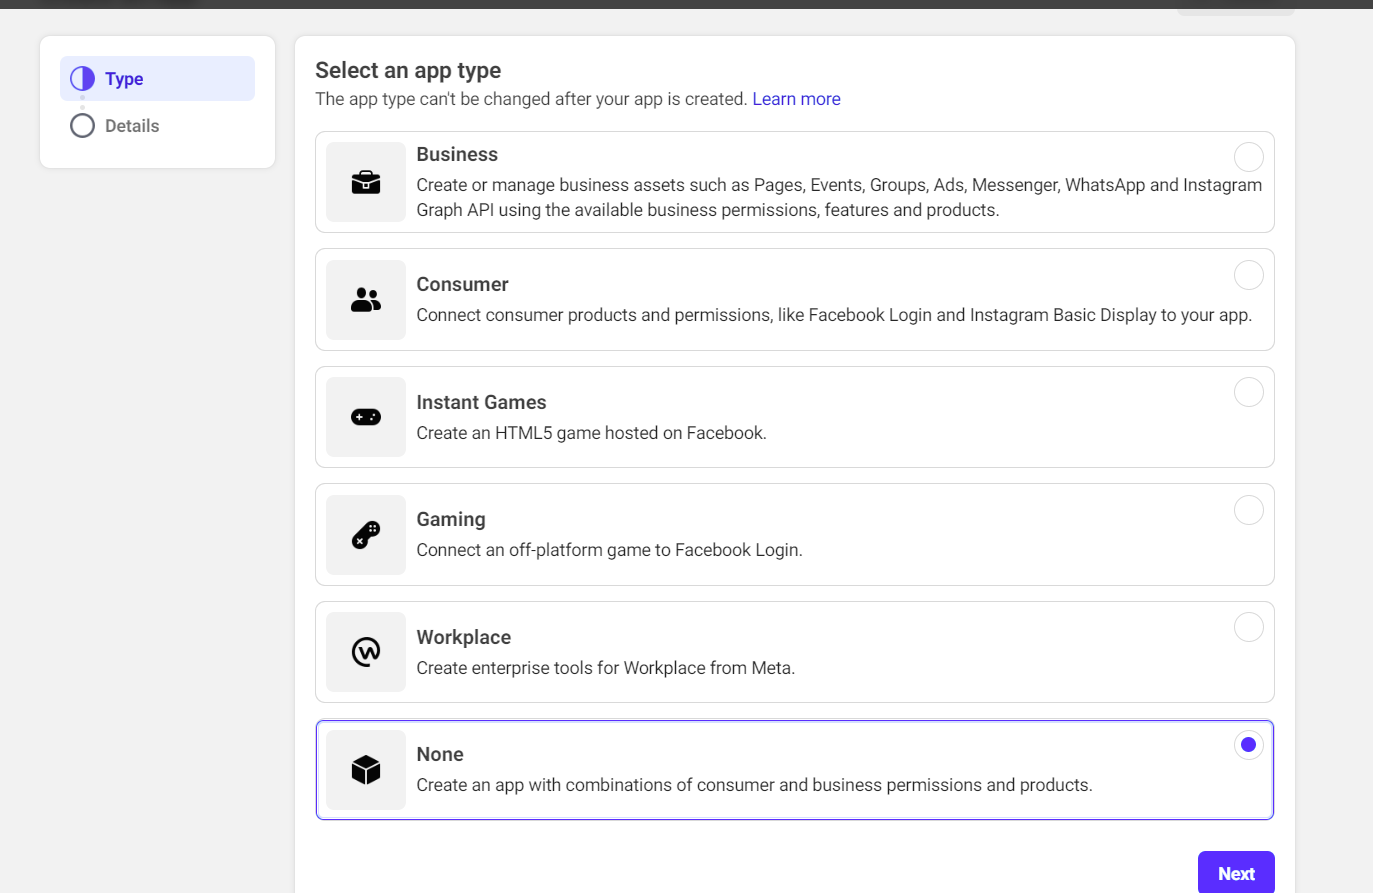 Type
Details
Select an app type
The app type can't be changed after your app is created. Learn more
Business
Create or manage business assets such as Pages, Events, Groups, Ads, Messenger, WhatsApp and Instagram
Graph API using the available business permissions, features and products.
Consumer
Connect consumer products and permissions, like Facebook Login and Instagram Basic Display to your app.
Instant Games
Create an HTML5 game hosted on Facebook.
Gaming
Connect an off-platform game to Facebook Login.
Workplace
Create enterprise tools for Workplace from Meta.
None
Create an app with combinations of consumer and business permissions and products.
Next